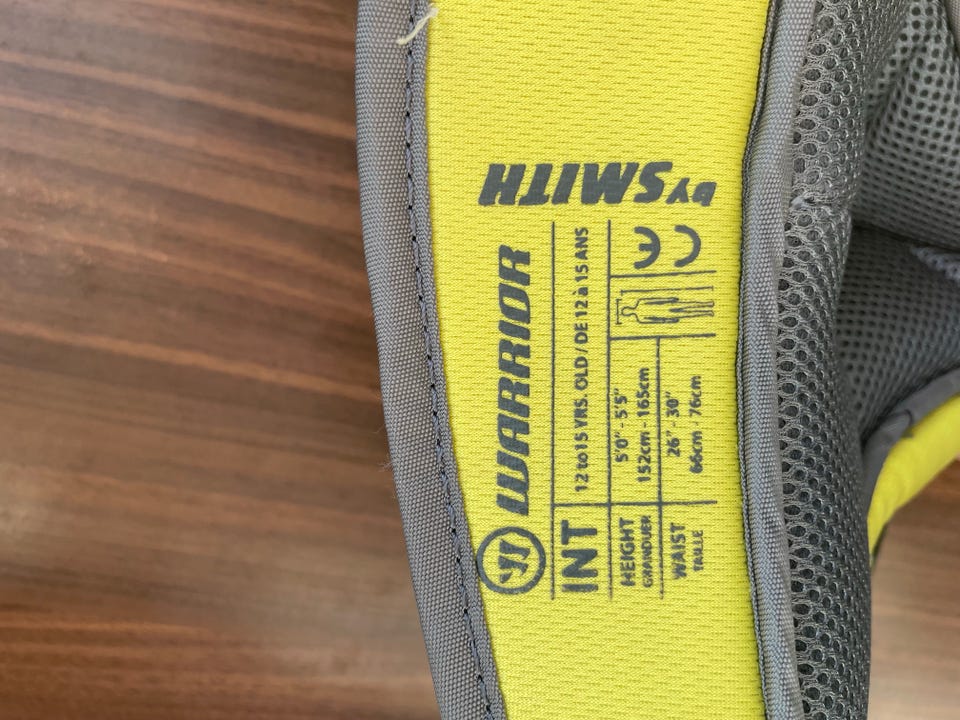 by SMITH
WARRIOR
INT 12 to 15 YRS. OLD / DE 12 à 15 ANS
HEIGHT 5'0" - 5'5"
GRANDUER 152cm - 165cm
WAIST 26" - 30"
TAILLE 66cm - 76cm
CE